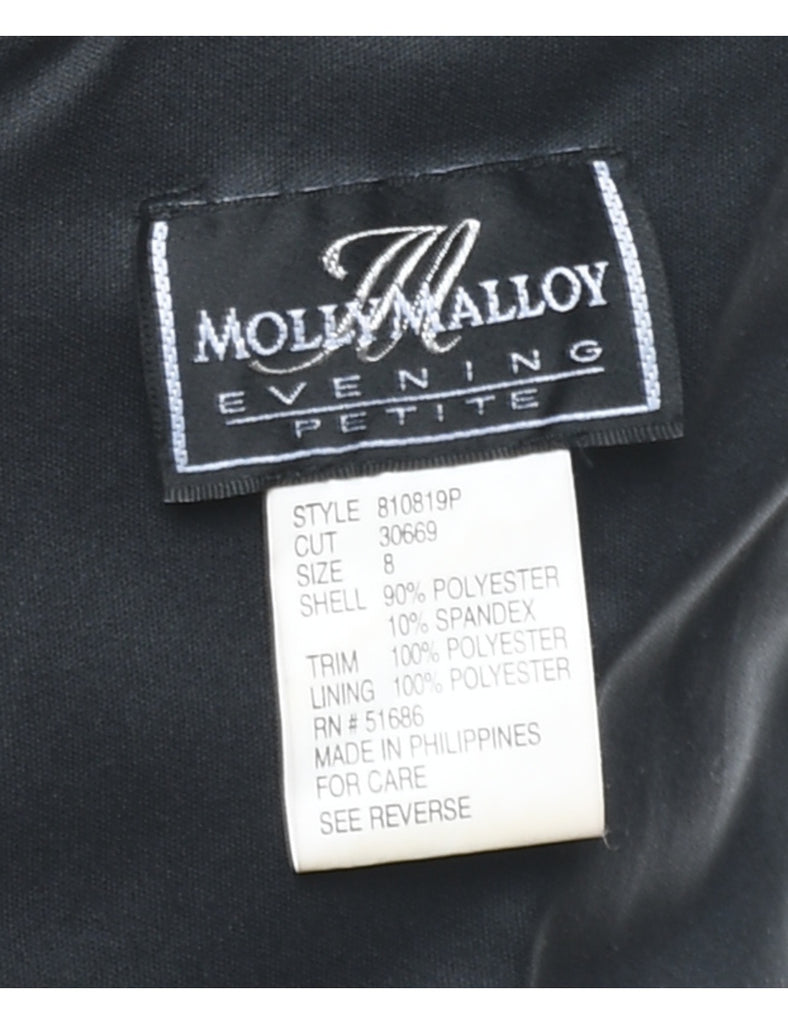 M
MOLLY MALLOY
EVENING
PETITE
STYLE 810819P
CUT 30669
SIZE 8
SHELL 90% POLYESTER
10% SPANDEX
TRIM 100% POLYESTER
LINING 100% POLYESTER
RN # 51686
MADE IN PHILIPPINES
FOR CARE
SEE REVERSE